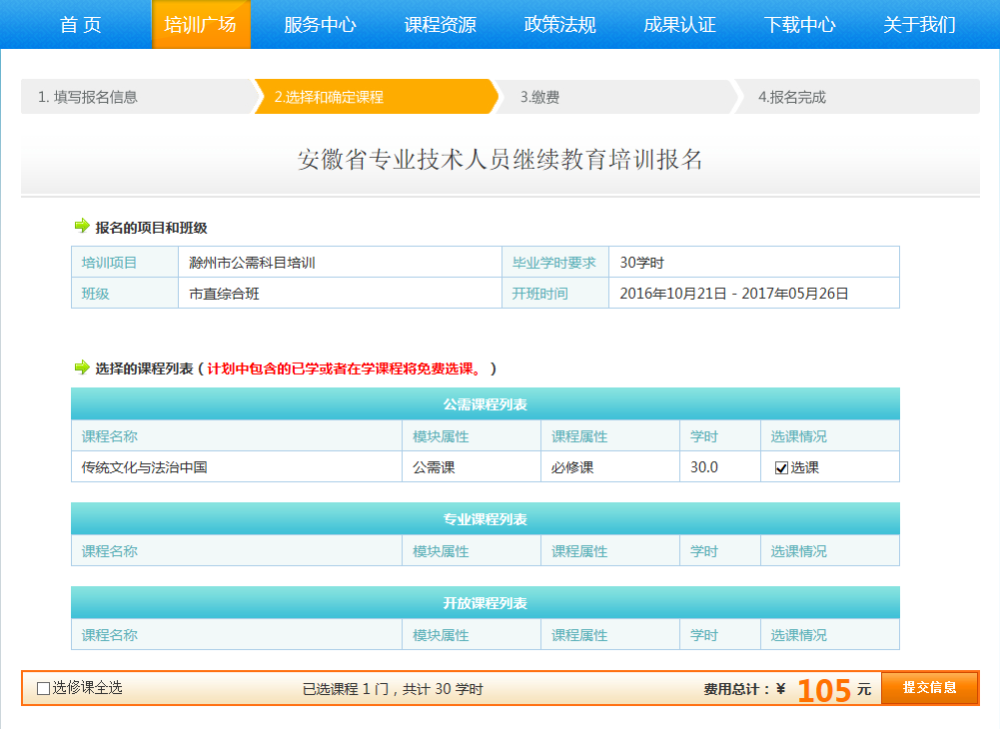 首 页 培训广场 服务中心 课程资源 政策法规 成果认证 下载中心 关于我们
1. 填写报名信息 2.选择和确定课程 3.缴费 4.报名完成
安徽省专业技术人员继续教育培训报名
报名的项目和班级
培训项目 滁州市公需科目培训 毕业学时要求 30学时
班级 市直综合班 开班时间 2016年10月21日 - 2017年05月26日
选择的课程列表（计划中包含的已学或者在学课程将免费选课。）
公需课程列表
课程名称 模块属性 课程属性 学时 选课情况
传统文化与法治中国 公需课 必修课 30.0 选课
专业课程列表
课程名称 模块属性 课程属性 学时 选课情况
开放课程列表
课程名称 模块属性 课程属性 学时 选课情况
选修课全选 已选课程 1 门，共计 30 学时 费用总计：¥ 105 元 提交信息